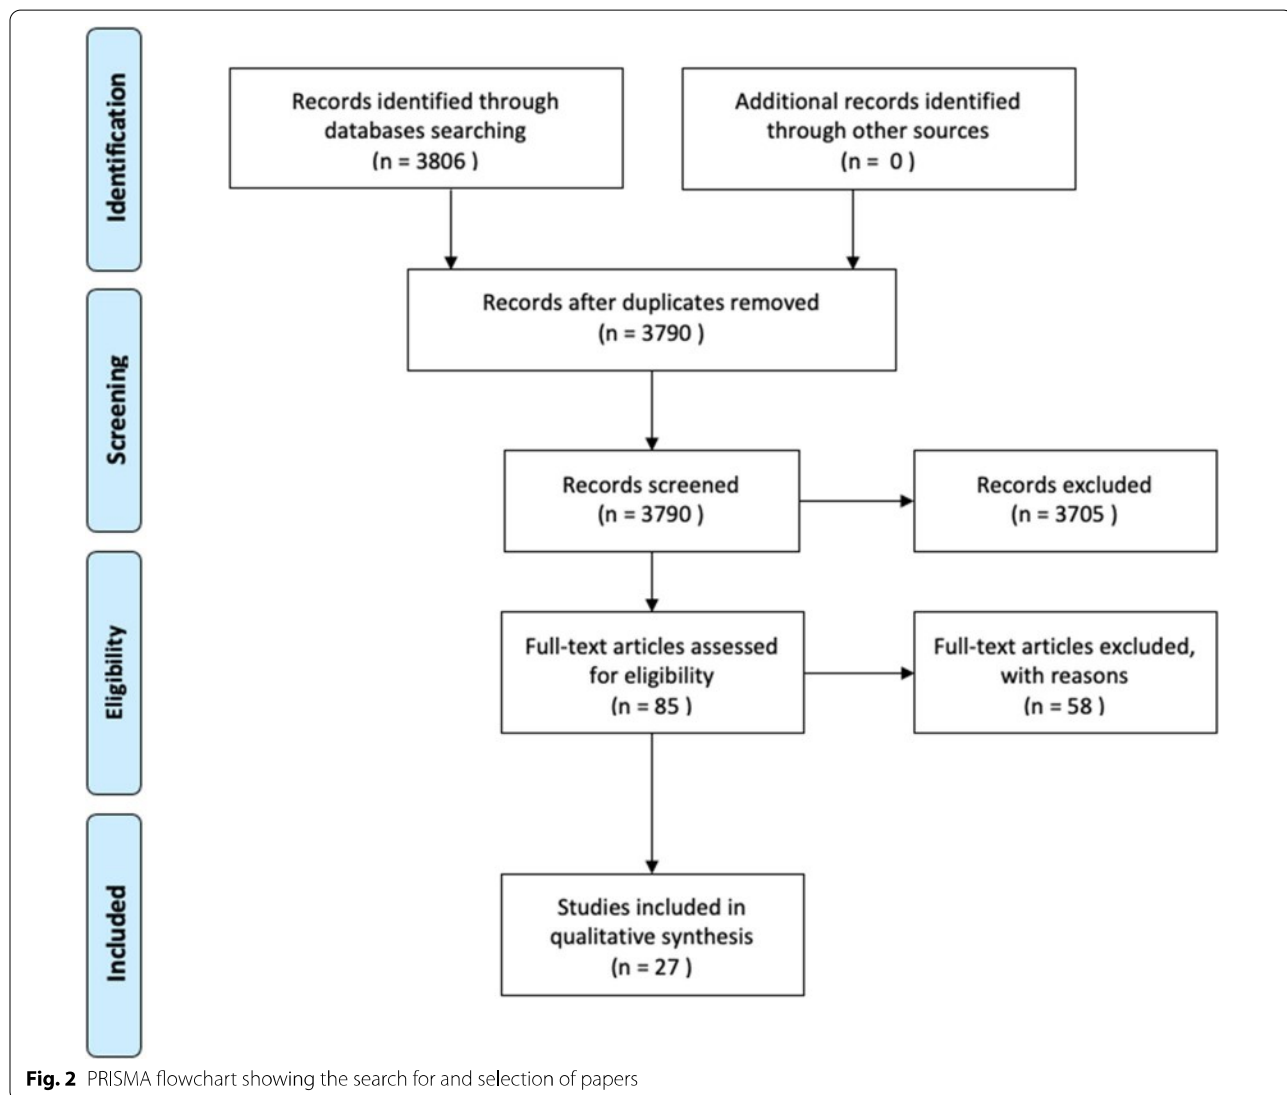 Identification
Records identified through
databases searching
(n = 3806 )
Additional records identified
through other sources
(n =  0 )
Records after duplicates removed
(n = 3790 )
Screening
Records screened
(n = 3790 )
Records excluded
(n = 3705 )
Eligibility
Full-text articles assessed
for eligibility
(n = 85 )
Full-text articles excluded,
with reasons
(n = 58 )
Included
Studies included in
qualitative synthesis
(n = 27 )
Fig. 2  PRISMA flowchart showing the search for and selection of papers